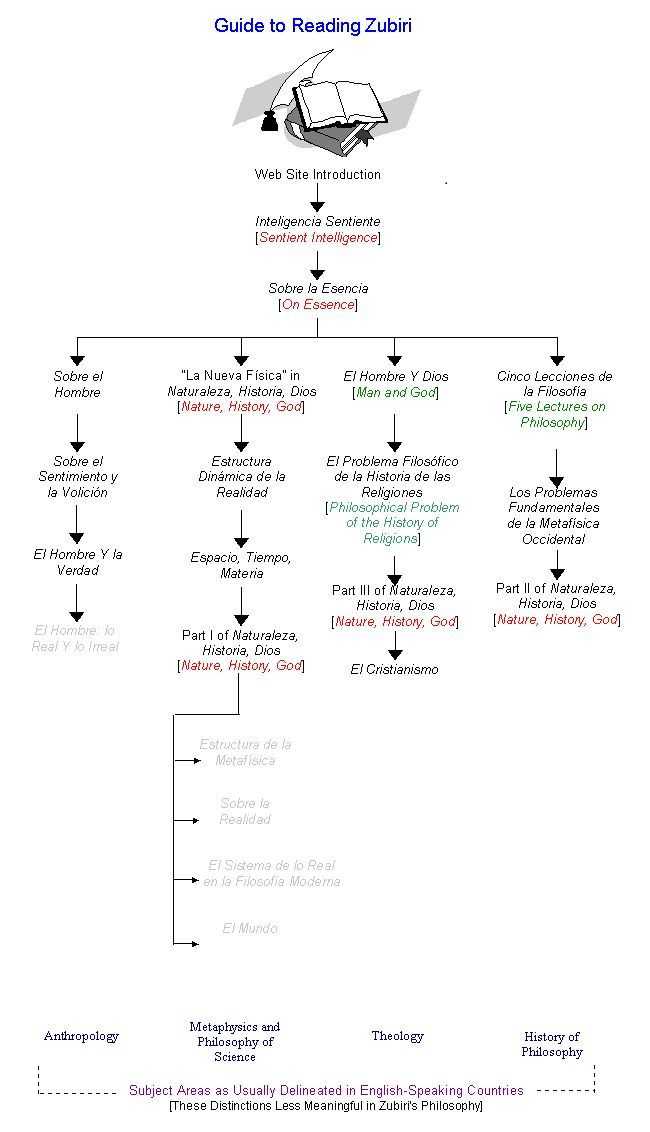 Guide to Reading Zubiri
Web Site Introduction
Inteligencia Sentiente
[Sentient Intelligence]
Sobre la Esencia
[On Essence]
Sobre el
Hombre
Sobre el
Sentimiento y
la Volición
El Hombre Y la
Verdad
El Hombre: lo
Real Y lo Irreal
"La Nueva Física" in
Naturaleza, Historia, Dios
[Nature, History, God]
Estructura
Dinámica de la
Realidad
Espacio, Tiempo,
Materia
Part I of Naturaleza,
Historia, Dios
[Nature, History, God]
Estructura de la
Metafísica
Sobre la
Realidad
El Sistema de lo Real
en la Filosofía Moderna
El Mundo
El Hombre Y Dios
[Man and God]
El Problema Filosófico
de la Historia de las
Religiones
[Philosophical Problem
of the History of
Religions]
Part III of Naturaleza,
Historia, Dios
[Nature, History, God]
El Cristianismo
Cinco Lecciones de
la Filosofía
[Five Lectures on
Philosophy]
Los Problemas
Fundamentales
de la Metafísica
Occidental
Part II of Naturaleza,
Historia, Dios
[Nature, History, God]
Anthropology
Metaphysics and
Philosophy of
Science
Theology
History of
Philosophy
Subject Areas as Usually Delineated in English-Speaking Countries
[These Distinctions Less Meaningful in Zubiri's Philosophy]